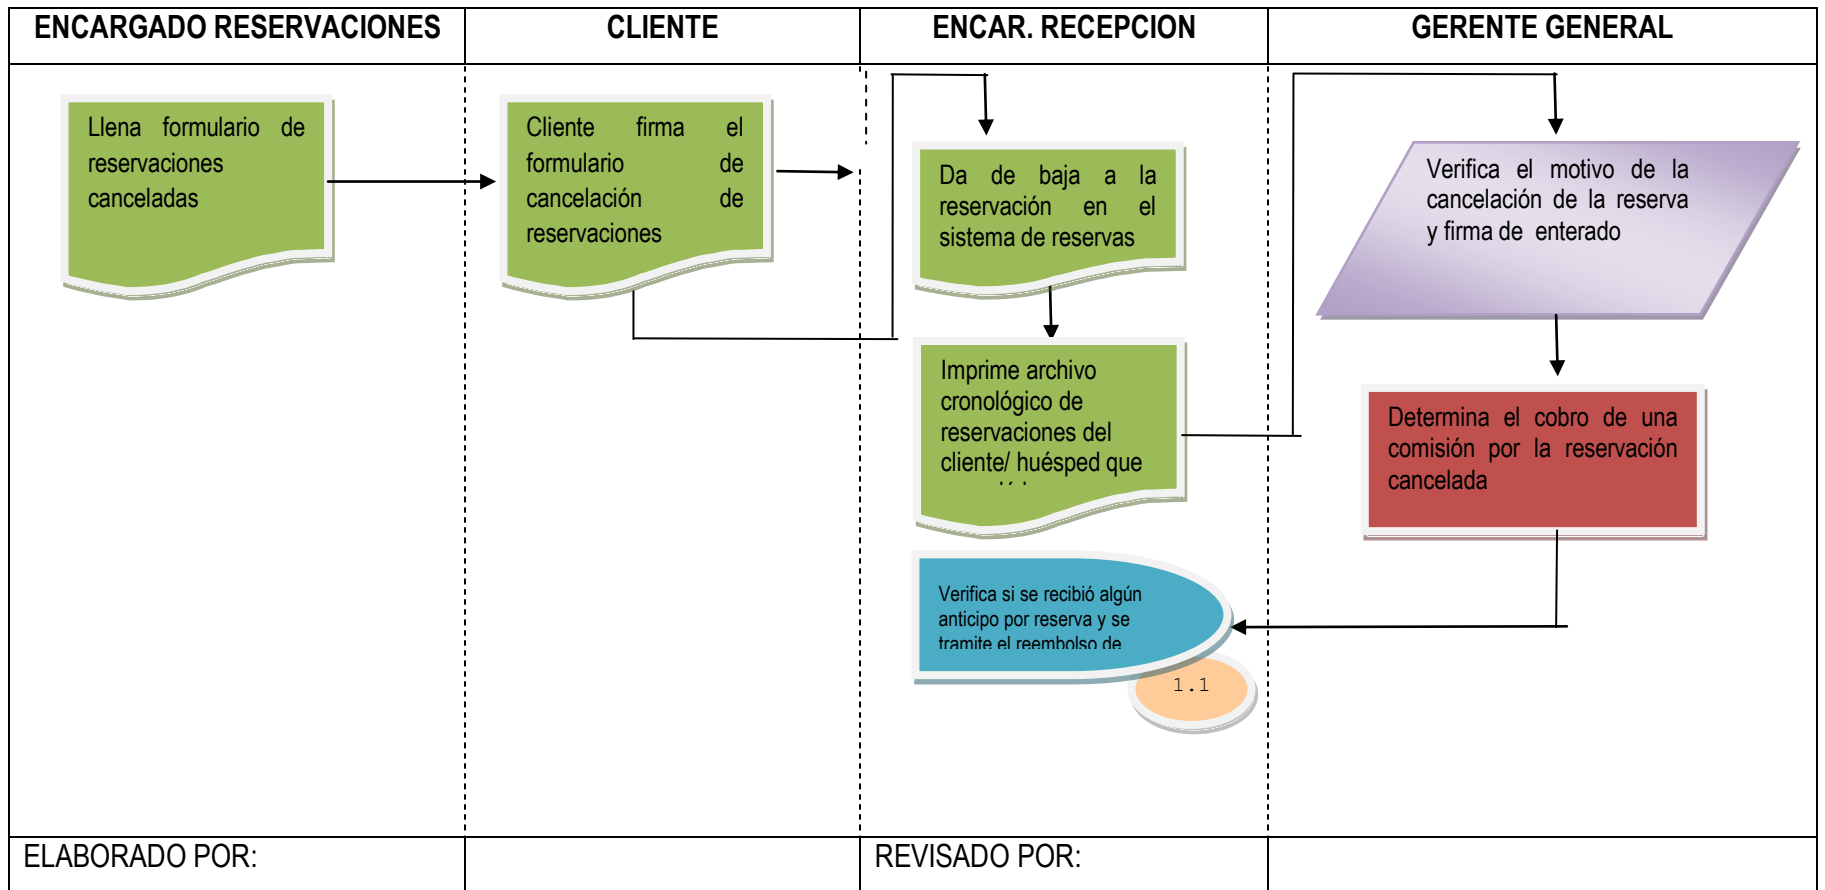 ENCARGADO RESERVACIONES
CLIENTE
ENCAR. RECEPCION
GERENTE GENERAL
Llena formulario de
reservaciones
canceladas
Cliente firma el
formulario de
cancelación de
reservaciones
Da de baja a la
reservación en el
sistema de reservas
Imprime archivo
cronológico de
reservaciones del
cliente/ huésped que
Verifica si se recibió algún
anticipo por reserva y se
tramite el reembolso de
1.1
Verifica el motivo de la
cancelación de la reserva
y firma de enterado
Determina el cobro de una
comisión por la reservación
cancelada
ELABORADO POR:
REVISADO POR: